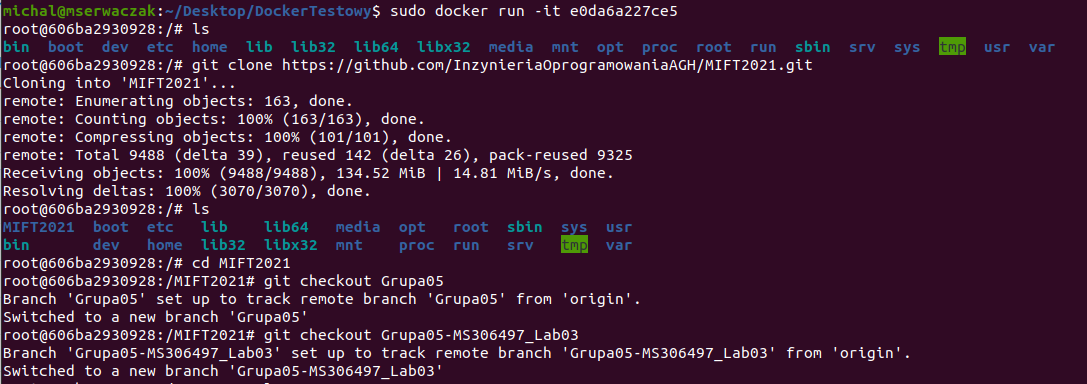 michal@mserwaczak:~/Desktop/DockerTestowy$ sudo docker run -it e0da6a227ce5
root@606ba2930928:/# ls
bin boot dev etc home lib lib32 lib64 libx32 media mnt opt proc root run sbin srv sys tmp usr var
root@606ba2930928:/# git clone https://github.com/InzynieriaOprogramowaniaAGH/MIFT2021.git
Cloning into 'MIFT2021'...
remote: Enumerating objects: 163, done.
remote: Counting objects: 100% (163/163), done.
remote: Compressing objects: 100% (101/101), done.
remote: Total 9488 (delta 39), reused 142 (delta 26), pack-reused 9325
Receiving objects: 100% (9488/9488), 134.52 MiB | 14.81 MiB/s, done.
Resolving deltas: 100% (3070/3070), done.
root@606ba2930928:/# ls
MIFT2021 boot etc lib lib64 media opt root sbin sys usr
bin dev home lib32 libx32 mnt proc run srv tmp var
root@606ba2930928:/# cd MIFT2021
root@606ba2930928:/MIFT2021# git checkout Grupa05
Branch 'Grupa05' set up to track remote branch 'Grupa05' from 'origin'.
Switched to a new branch 'Grupa05'
root@606ba2930928:/MIFT2021# git checkout Grupa05-MS306497_Lab03
Branch 'Grupa05-MS306497_Lab03' set up to track remote branch 'Grupa05-MS306497_Lab03' from 'origin'.
Switched to a new branch 'Grupa05-MS306497_Lab03'